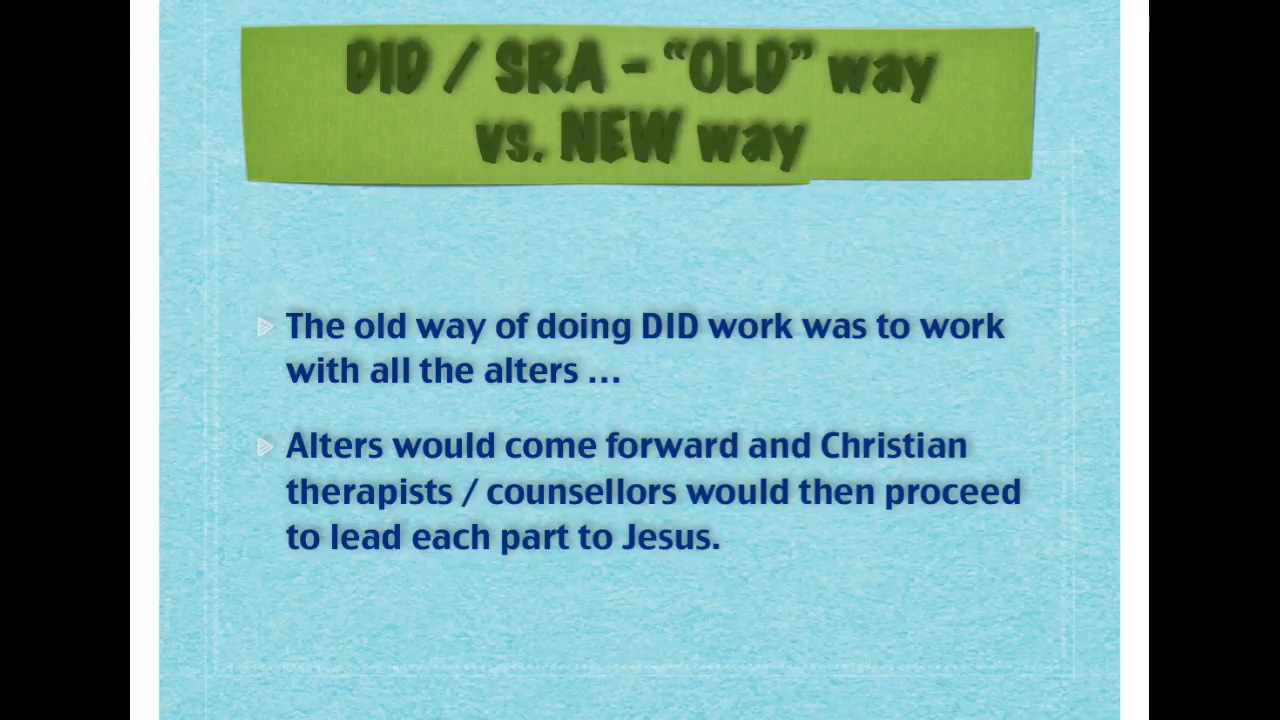 DID / SRA - “OLD” way
vs. NEW way
The old way of doing DID work was to work
with all the alters ...
Alters would come forward and Christian
therapists / counsellors would then proceed
to lead each part to Jesus.